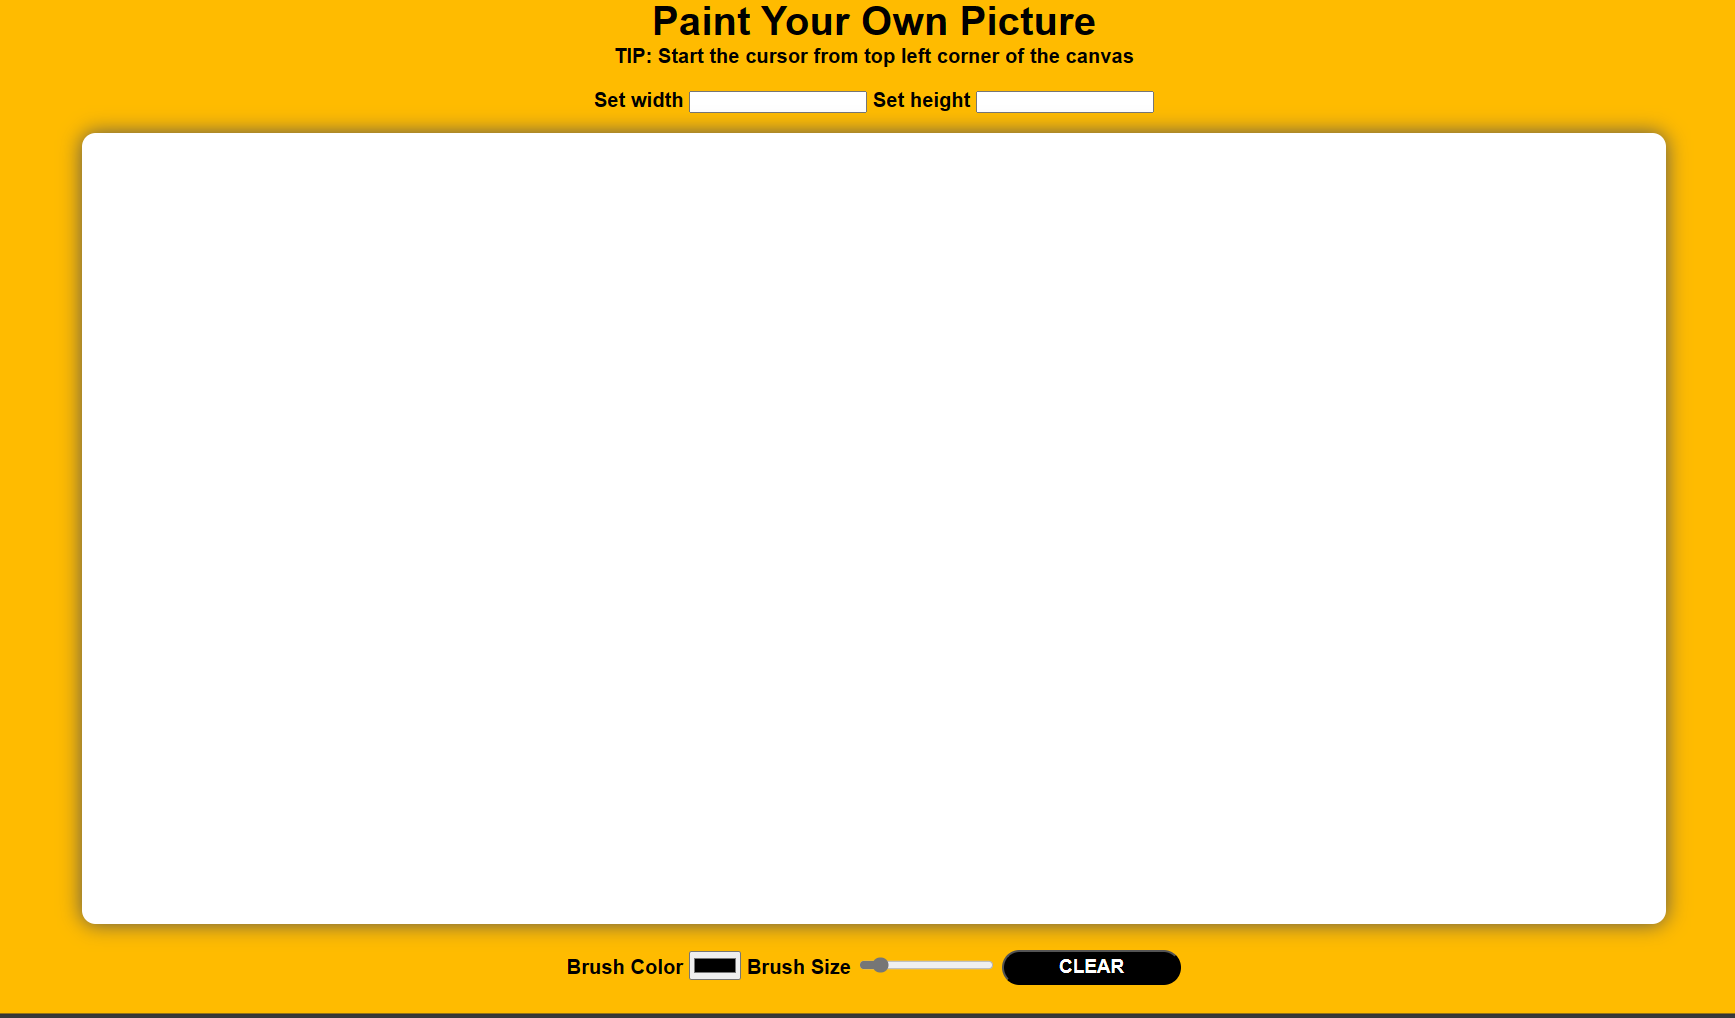 Paint Your Own Picture
TIP: Start the cursor from top left corner of the canvas
Set width Set height
Brush Color Brush Size CLEAR